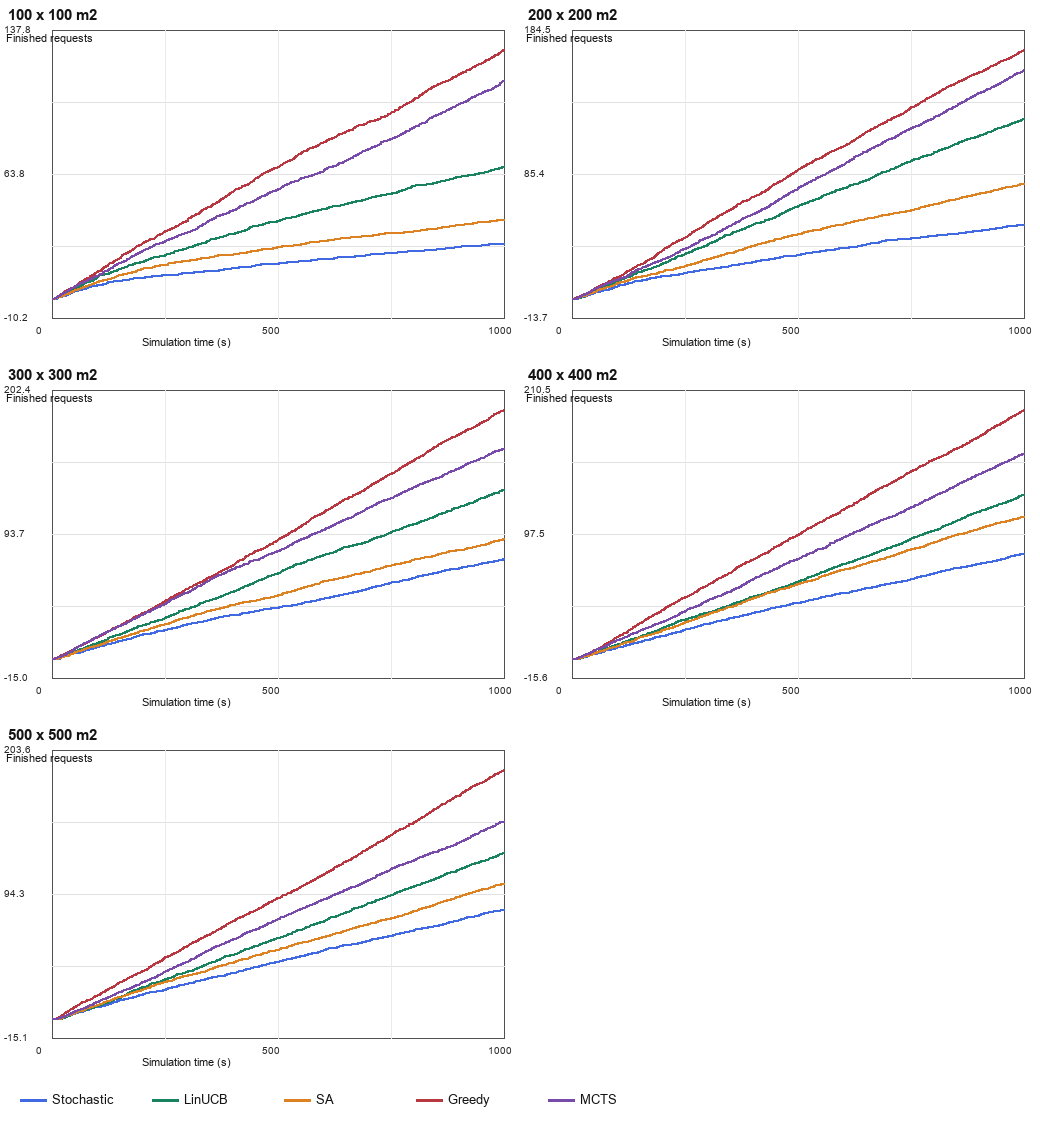 100 x 100 m2
137.8
Finished requests
63.8
-10.2
0 500 1000
Simulation time (s)
200 x 200 m2
184.5
Finished requests
85.4
-13.7
0 500 1000
Simulation time (s)
300 x 300 m2
202.4
Finished requests
93.7
-15.0
0 500 1000
Simulation time (s)
400 x 400 m2
210.5
Finished requests
97.5
-15.6
0 500 1000
Simulation time (s)
500 x 500 m2
203.6
Finished requests
94.3
-15.1
0 500 1000
Simulation time (s)
Stochastic LinUCB SA Greedy MCTS